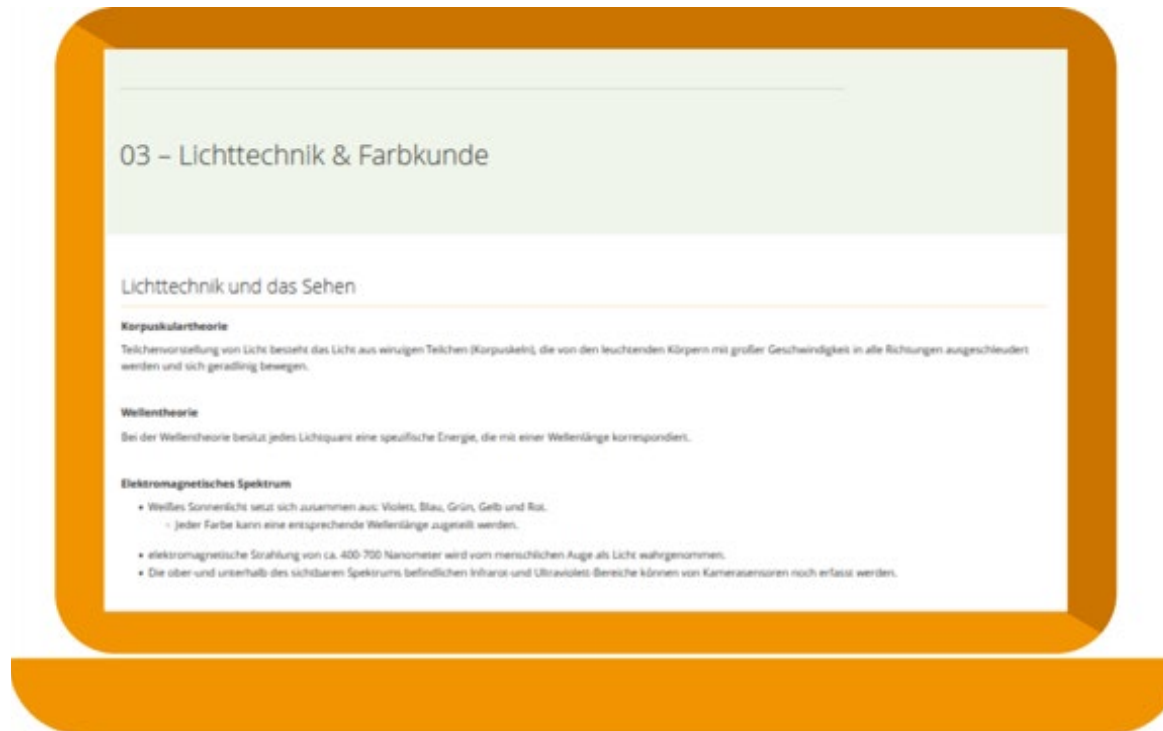 03 – Lichttechnik & Farbkunde
Lichttechnik und das Sehen
Korpuskulartheorie
Teilchenvorstellung von Licht besteht das Licht aus winzigen Teilchen (Korpuskeln), die von den leuchtenden Körpern mit großer Geschwindigkeit in alle Richtungen ausgeschleudert
werden und sich geradlinig bewegen.
Wellentheorie
Bei der Wellentheorie besitzt jedes Lichtquant eine spezifische Energie, die mit einer Wellenlänge korrespondiert.
Elektromagnetisches Spektrum
• Weißes Sonnenlicht setzt sich zusammen aus: Violett, Blau, Grün, Gelb und Rot.
◦ Jeder Farbe kann eine entsprechende Wellenlänge zugeteilt werden.
• elektromagnetische Strahlung von ca. 400-700 Nanometer wird vom menschlichen Auge als Licht wahrgenommen.
• Die ober-und unterhalb des sichtbaren Spektrums befindlichen Infrarot-und Ultraviolett-Bereiche können von Kamerasensoren noch erfasst werden.